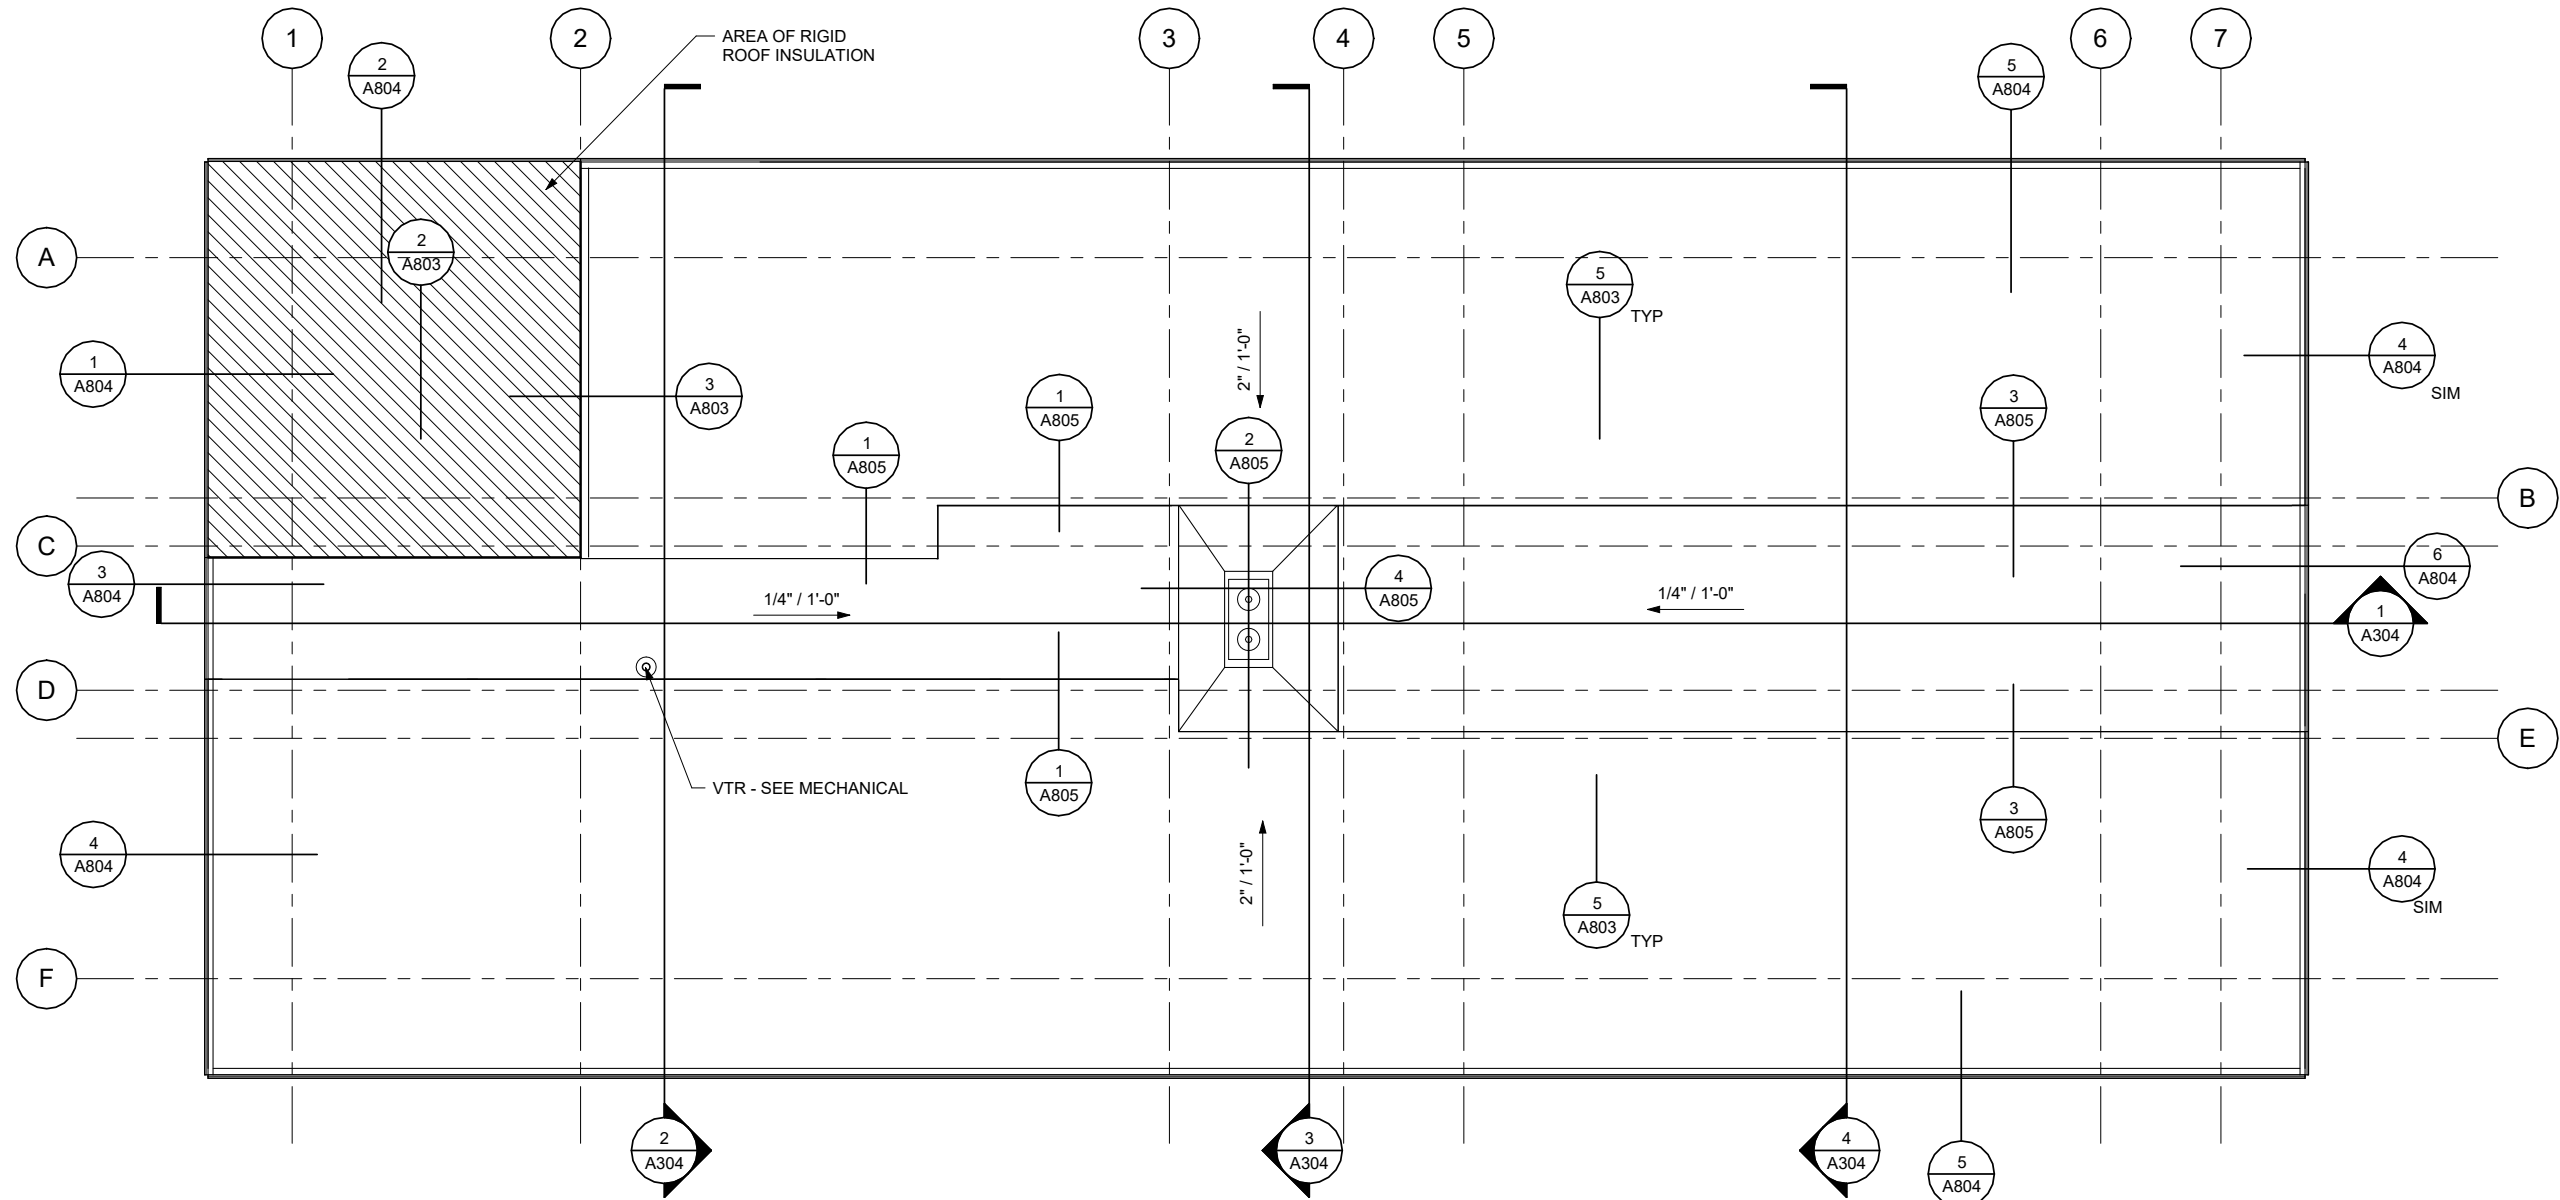 1
2
3
4
5
6
7
AREA OF RIGID
ROOF INSULATION
2
A804
5
A804
A
2
A803
5
A803
TYP
2" / 1'-0"
1
A804
3
A803
4
A804
SIM
1
A805
1
A805
2
A805
3
A805
B
C
3
A804
4
A805
6
A804
1/4" / 1'-0"
1/4" / 1'-0"
1
A304
D
E
VTR - SEE MECHANICAL
1
A805
3
A805
4
A804
2" / 1'-0"
4
A804
SIM
5
A803
TYP
F
2
A304
3
A304
4
A304
5
A804